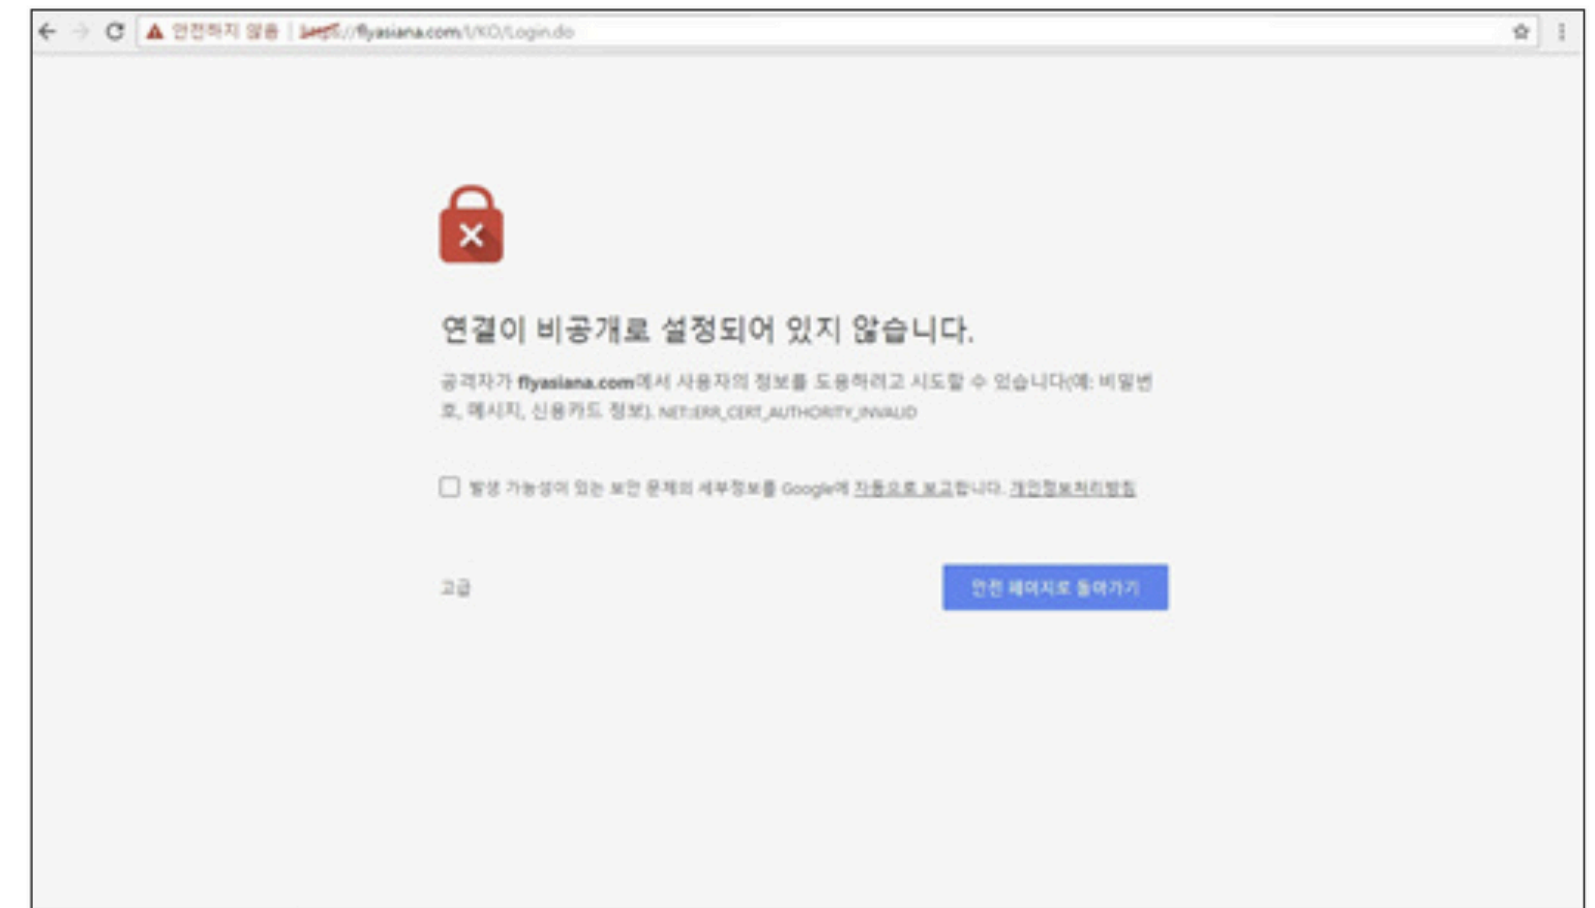 안전하지 않음 | https://flyasiana.com/I/KO/Login.do
연결이 비공개로 설정되어 있지 않습니다.
공격자가 flyasiana.com에서 사용자의 정보를 도용하려고 시도할 수 있습니다(예: 비밀번
호, 메시지, 신용카드 정보). NET::ERR_CERT_AUTHORITY_INVALID
발생 가능성이 있는 보안 문제의 세부정보를 Google에 자동으로 보고합니다. 개인정보처리방침
고급
안전 페이지로 돌아가기